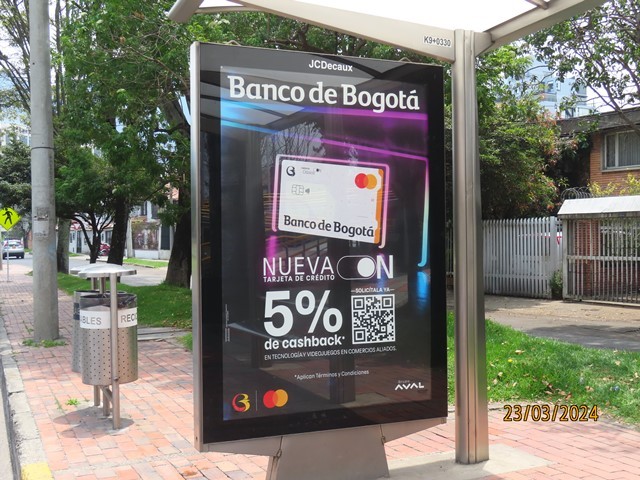 K9+0330
JCDecaux
Banco de Bogotá
Banco de Bogotá
NUEVA ON
TARJETA DE CRÉDITO
SOLICÍTALA YA
5%
de cashback*
EN TECNOLOGÍA Y VIDEOJUEGOS EN COMERCIOS ALIADOS.
*Aplican Términos y Condiciones
AVAL
BLES RECI
23/03/2024